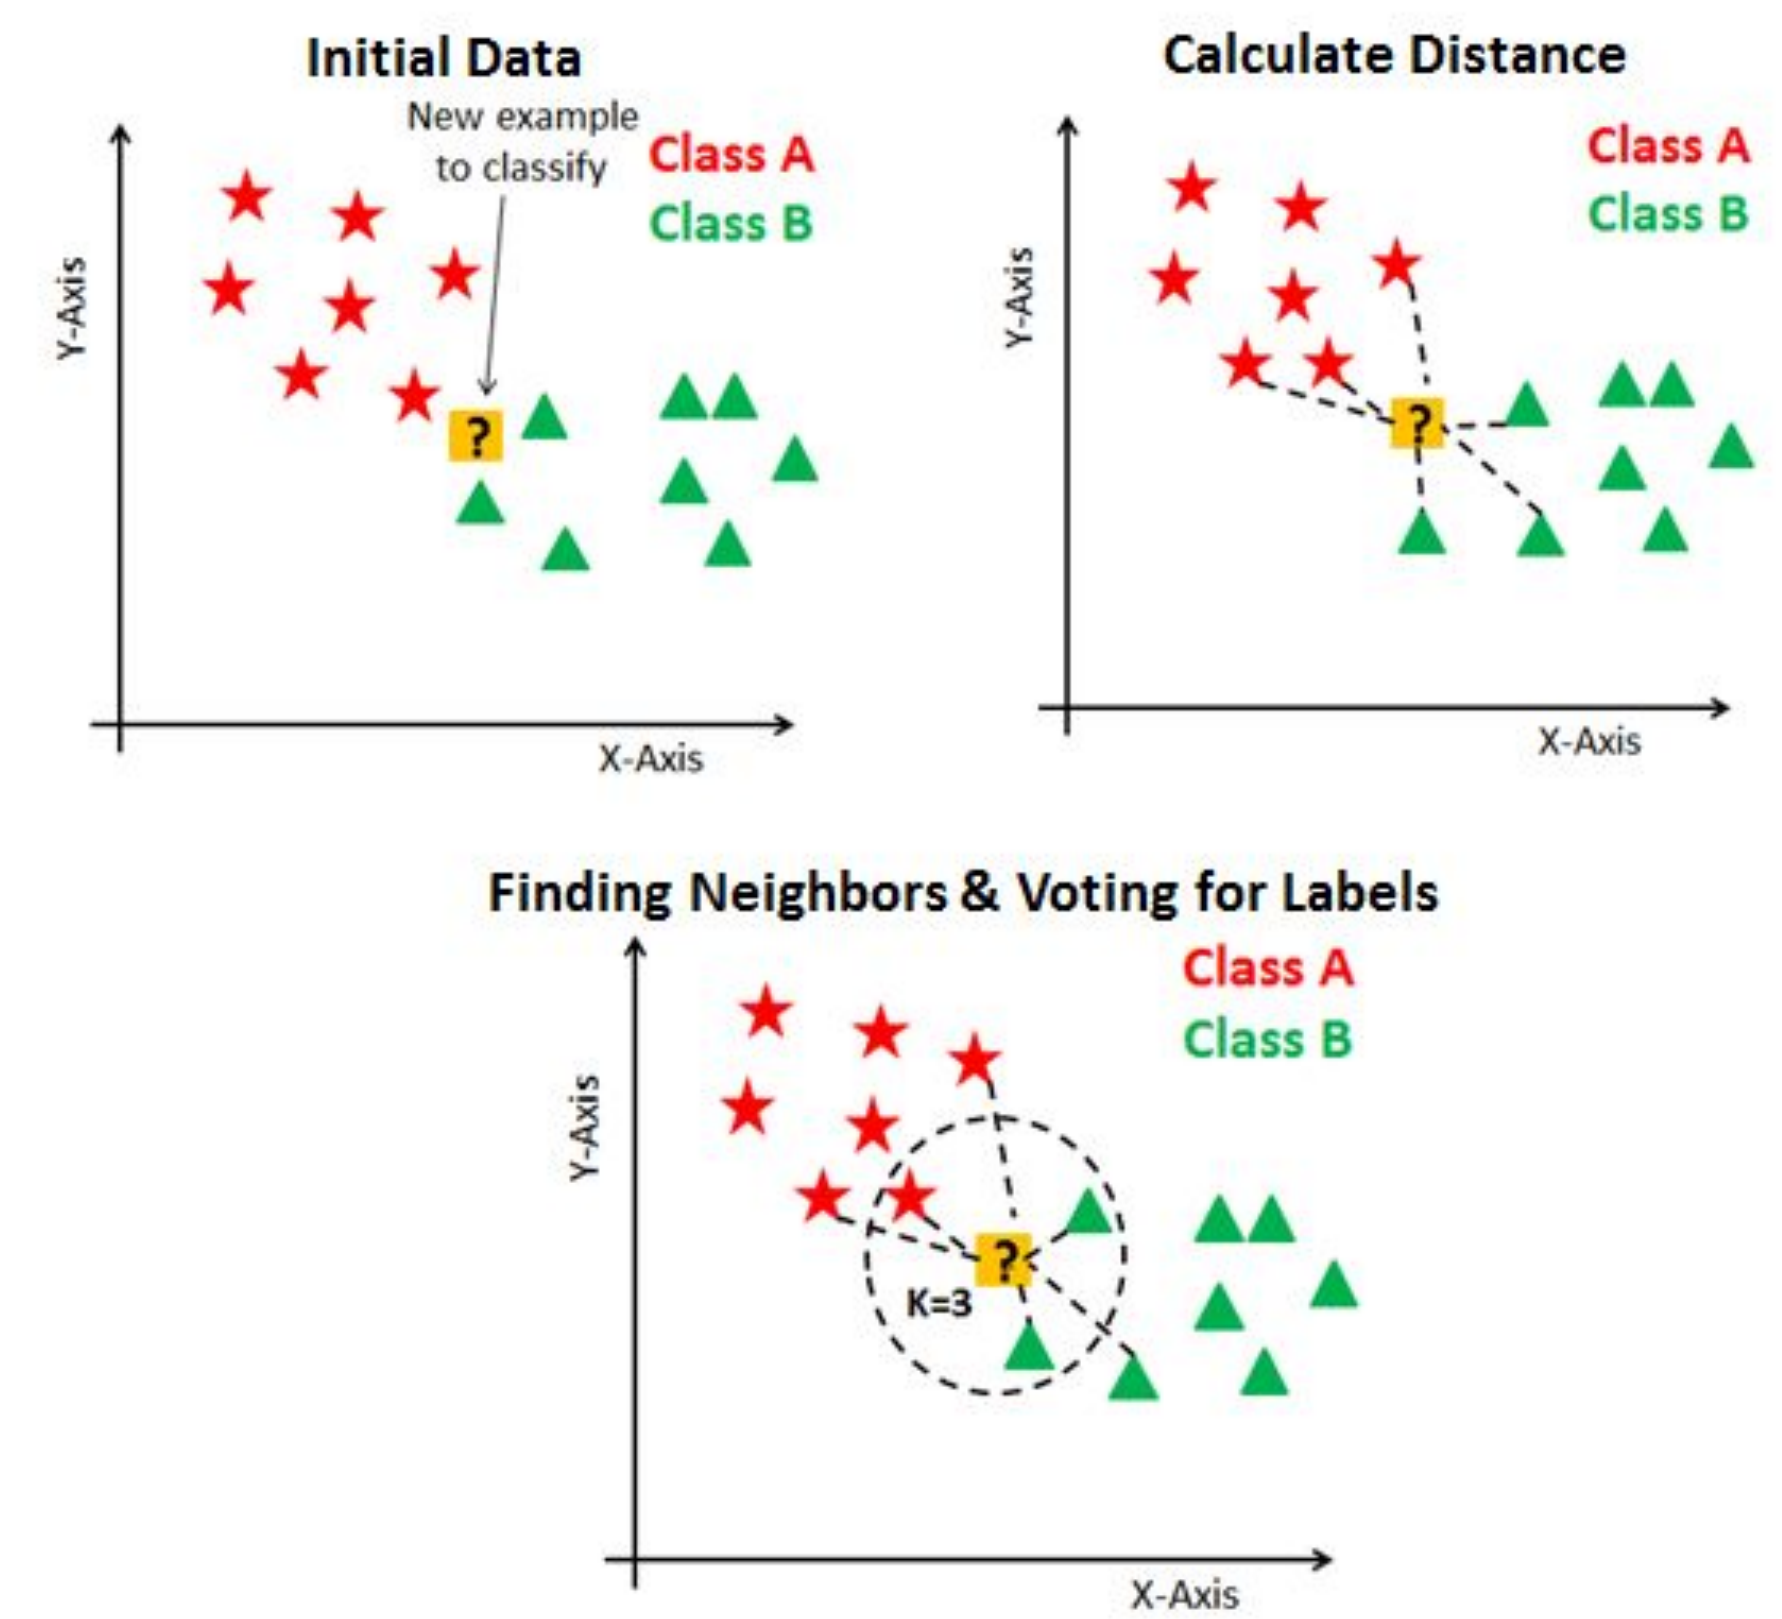 Initial Data
New example
to classify
Class A
Class B
Y-Axis
?
X-Axis
Calculate Distance
Class A
Class B
Y-Axis
?
X-Axis
Finding Neighbors & Voting for Labels
Class A
Class B
Y-Axis
?
K=3
X-Axis